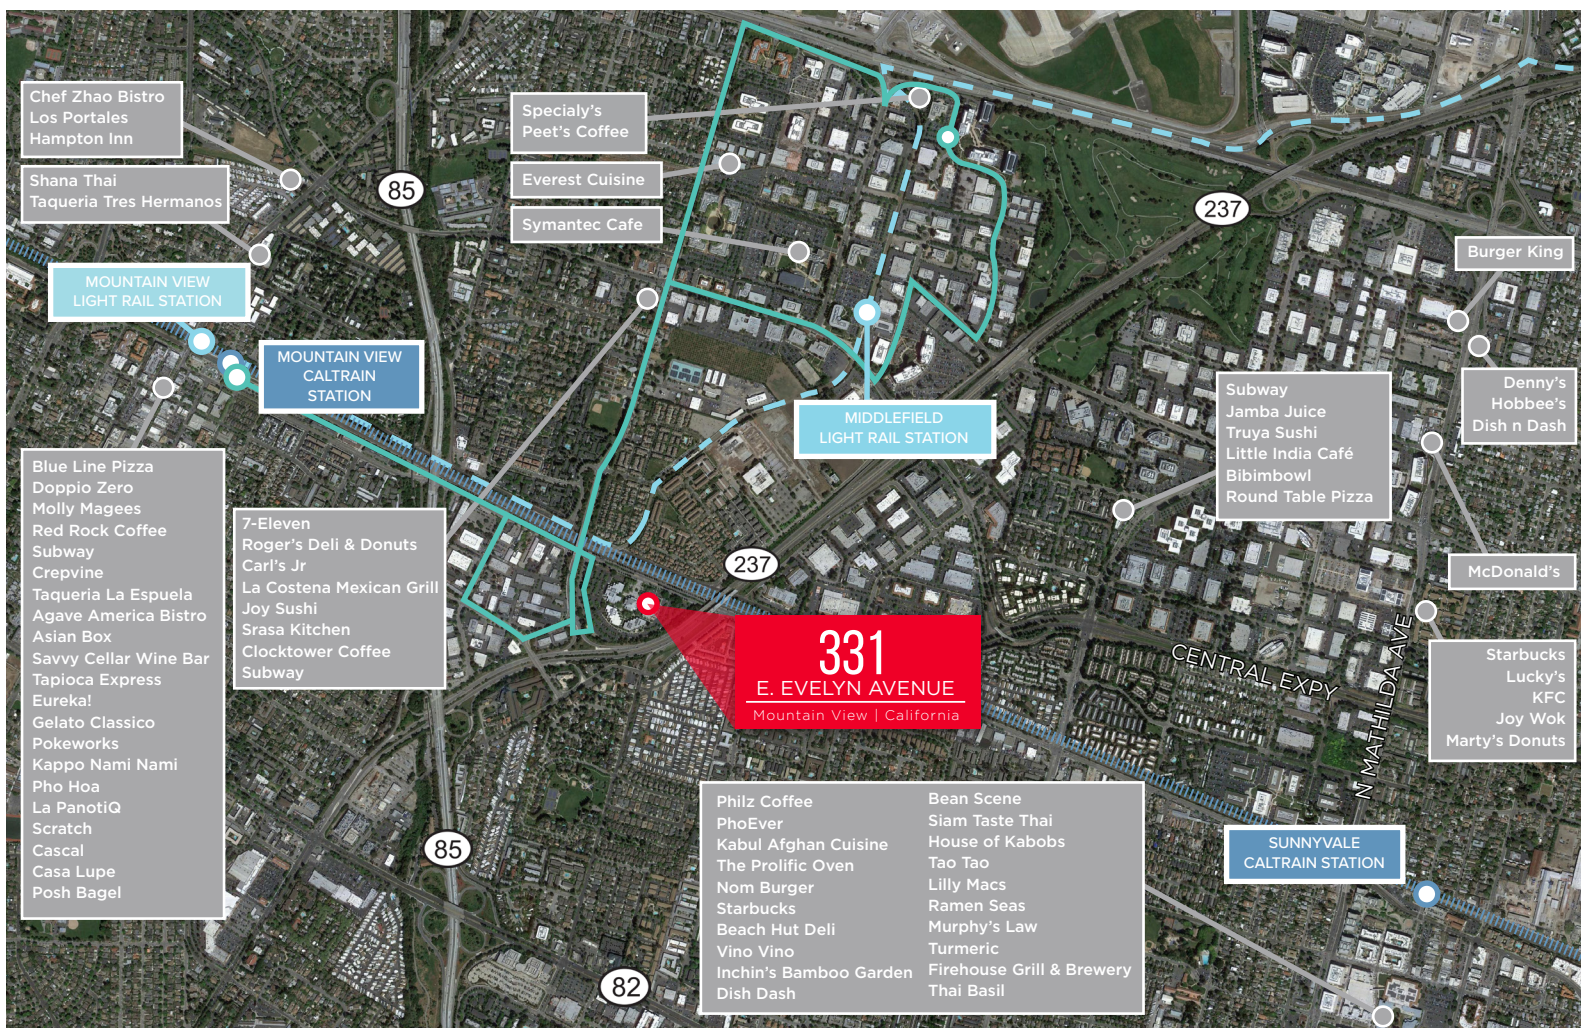 Chef Zhao Bistro
Los Portales
Hampton Inn
Shana Thai
Taqueria Tres Hermanos
85
MOUNTAIN VIEW
LIGHT RAIL STATION
MOUNTAIN VIEW
CALTRAIN
STATION
Specialy's
Peet's Coffee
Everest Cuisine
Symantec Cafe
237
Burger King
Denny's
Hobbee's
Dish n Dash
MIDDLEFIELD
LIGHT RAIL STATION
Subway
Jamba Juice
Truya Sushi
Little India Café
Bibimbowl
Round Table Pizza
McDonald's
Blue Line Pizza
Doppio Zero
Molly Magees
Red Rock Coffee
Subway
Crepvine
Taqueria La Espuela
Agave America Bistro
Asian Box
Savvy Cellar Wine Bar
Tapioca Express
Eureka!
Gelato Classico
Pokeworks
Kappo Nami Nami
Pho Hoa
La PanotiQ
Scratch
Cascal
Casa Lupe
Posh Bagel
7-Eleven
Roger's Deli & Donuts
Carl's Jr
La Costena Mexican Grill
Joy Sushi
Srasa Kitchen
Clocktower Coffee
Subway
237
331
E. EVELYN AVENUE
Mountain View | California
CENTRAL EXPY
N MATHILDA AVE
Starbucks
Lucky's
KFC
Joy Wok
Marty's Donuts
85
82
Philz Coffee
PhoEver
Kabul Afghan Cuisine
The Prolific Oven
Nom Burger
Starbucks
Beach Hut Deli
Vino Vino
Inchin's Bamboo Garden
Dish Dash
Bean Scene
Siam Taste Thai
House of Kabobs
Tao Tao
Lilly Macs
Ramen Seas
Murphy's Law
Turmeric
Firehouse Grill & Brewery
Thai Basil
SUNNYVALE
CALTRAIN STATION